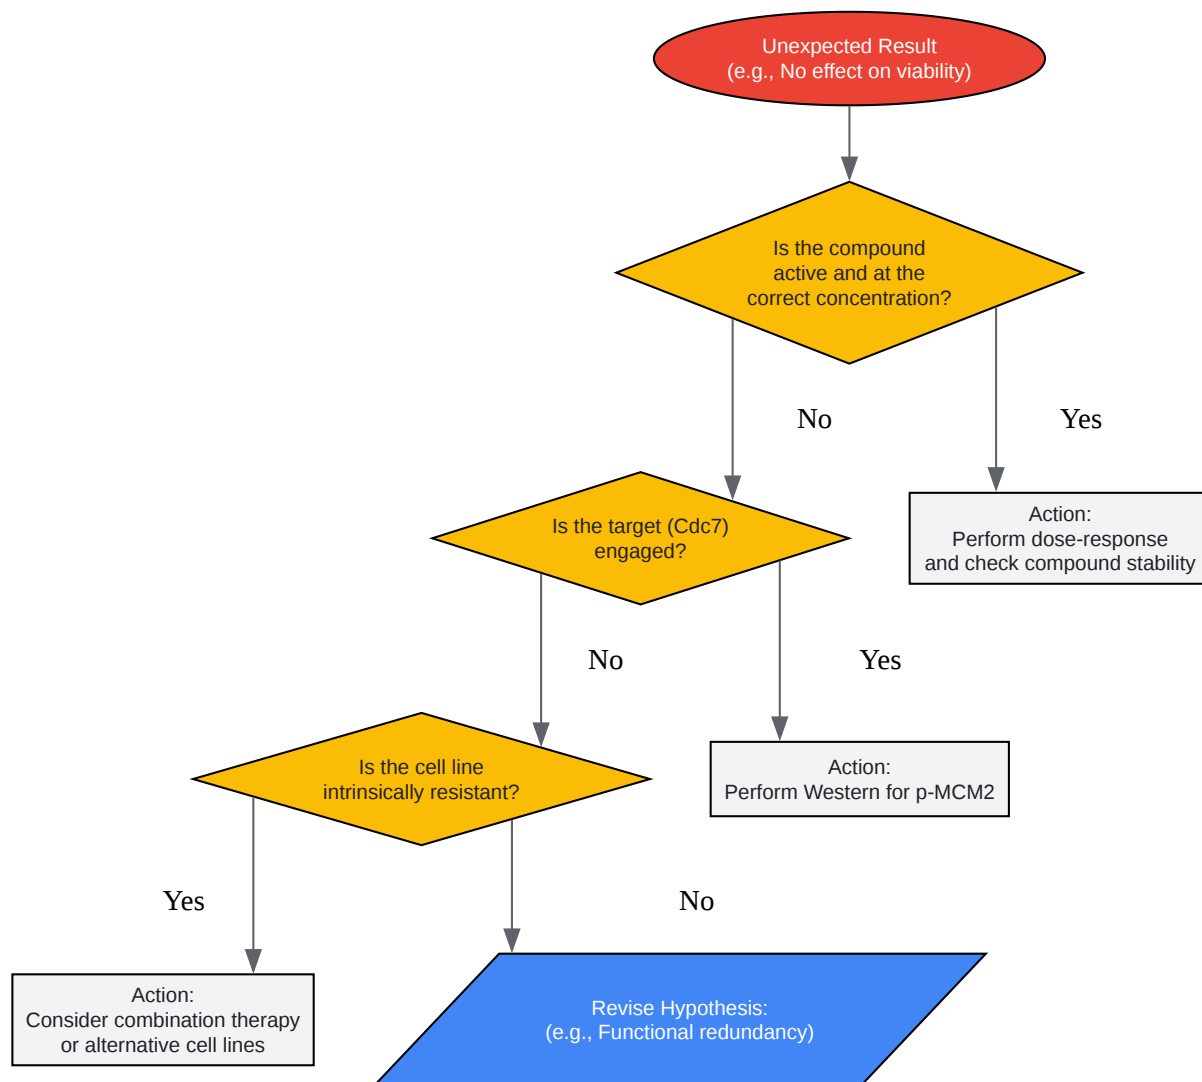 Unexpected Result
(e.g., No effect on viability)
Is the compound
active and at the
correct concentration?
No
Yes
Action:
Perform dose-response
and check compound stability
Is the target (Cdc7)
engaged?
No
Yes
Action:
Perform Western for p-MCM2
Is the cell line
intrinsically resistant?
Yes
No
Action:
Consider combination therapy
or alternative cell lines
Revise Hypothesis:
(e.g., Functional redundancy)